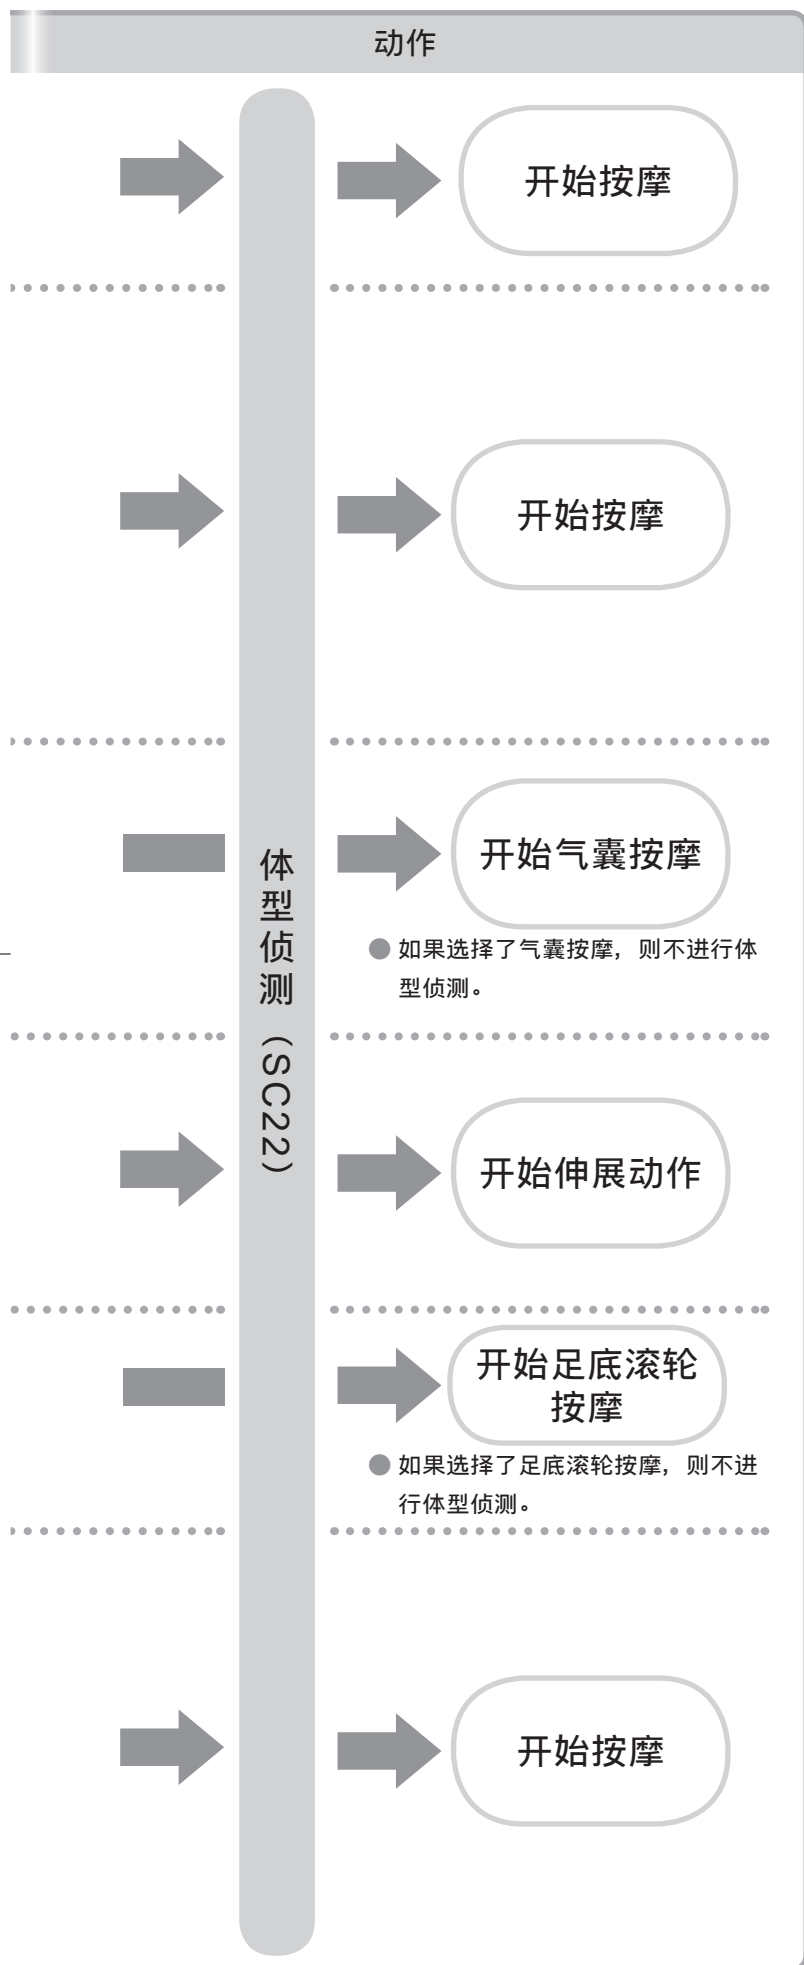 动作
开始按摩
开始按摩
体型侦测（SC22）
开始气囊按摩
● 如果选择了气囊按摩，则不进行体
型侦测。
开始伸展动作
开始足底滚轮
按摩
● 如果选择了足底滚轮按摩，则不进
行体型侦测。
开始按摩